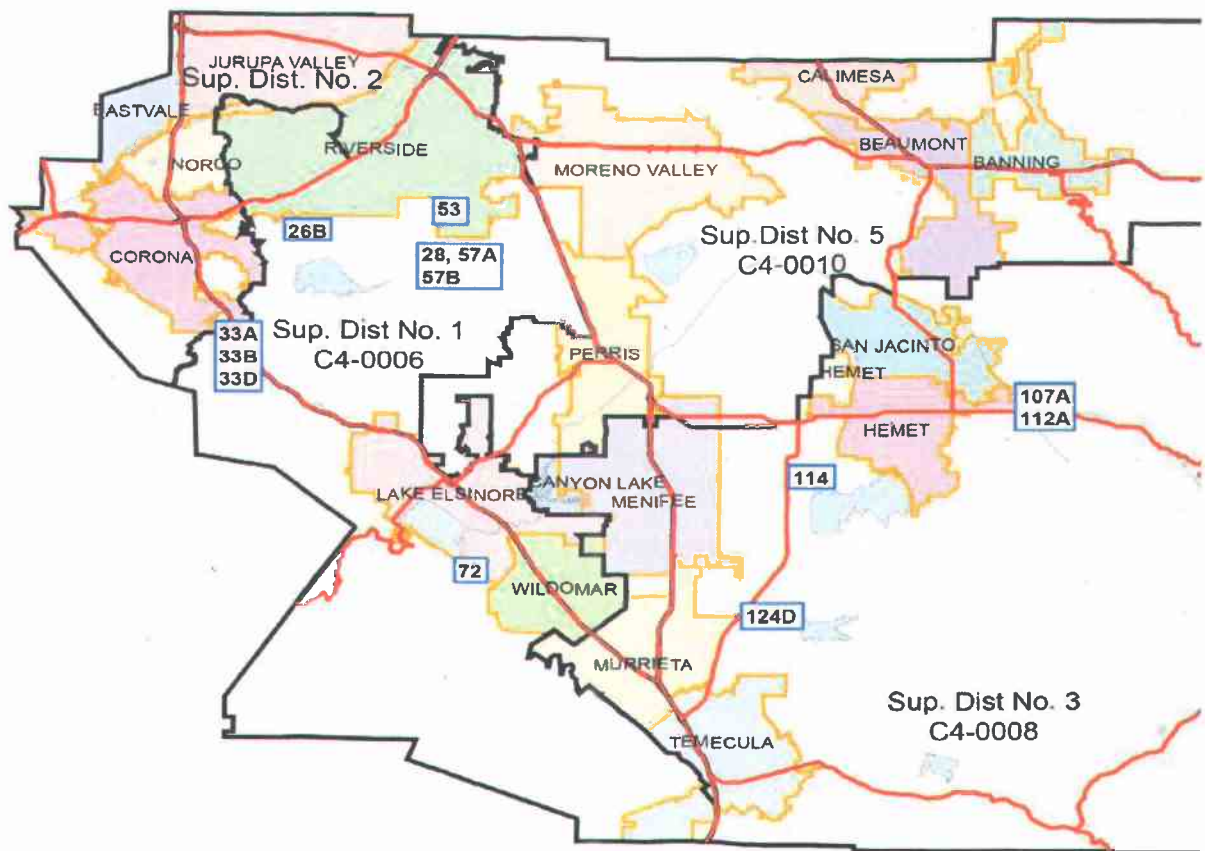 JURUPA VALLEY
Sup. Dist. No. 2
EASTVALE
NORCO
RIVERSIDE
CORONA
26B
53
28, 57A
57B
33A
33B
33D
Sup. Dist No. 1
C4-0006
MORENO VALLEY
CALIMESA
BEAUMONT
BANNING
Sup.Dist No. 5
C4-0010
PERRIS
SAN JACINTO
HEMET
HEMET
107A
112A
114
LAKE ELSINORE
CANYON LAKE
MENIFEE
72
WILDOMAR
124D
MURRIETA
TEMECULA
Sup. Dist No. 3
C4-0008